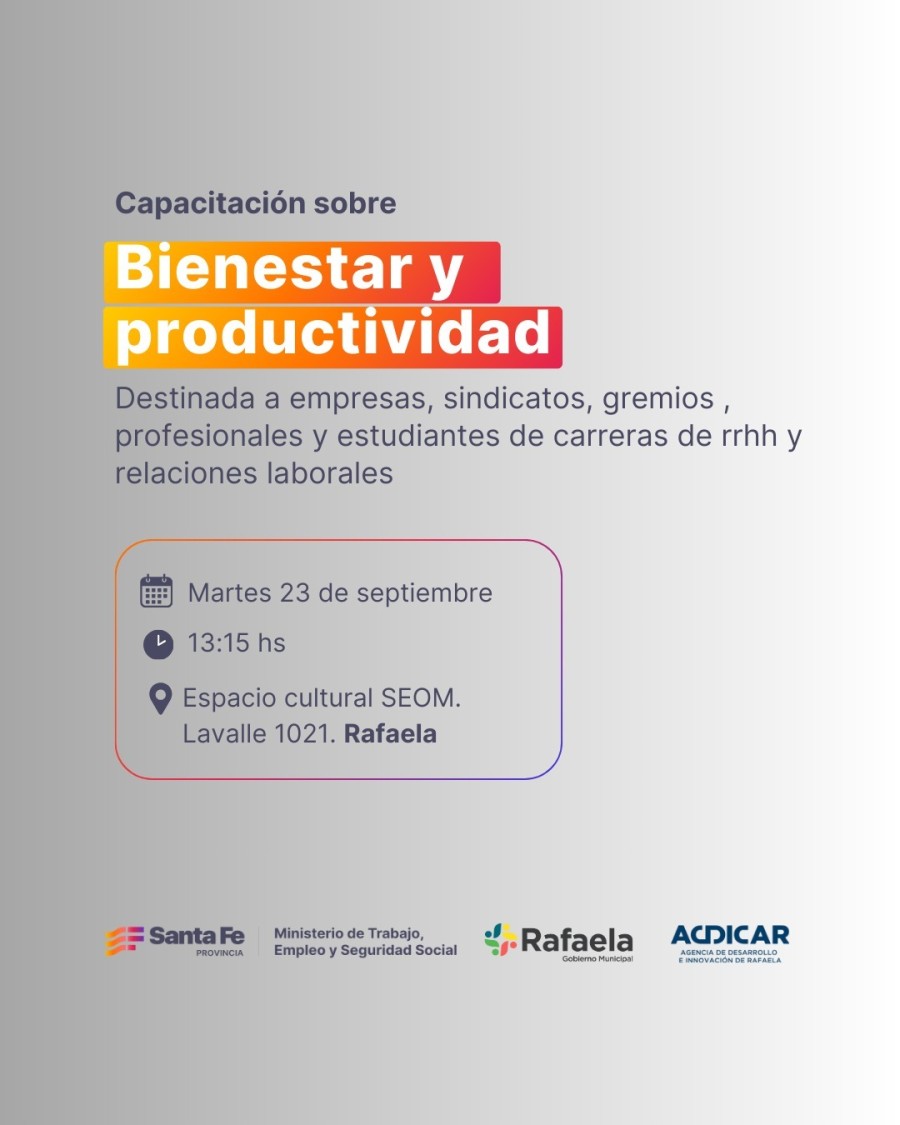 Capacitación sobre
Bienestar y
productividad
Destinada a empresas, sindicatos, gremios ,
profesionales y estudiantes de carreras de rrhh y
relaciones laborales
Martes 23 de septiembre
13:15 hs
Espacio cultural SEOM.
Lavalle 1021. Rafaela
Santa Fe
PROVINCIA
Ministerio de Trabajo,
Empleo y Seguridad Social
Rafaela
Gobierno Municipal
ACDICAR
AGENCIA DE DESARROLLO
E INNOVACIÓN DE RAFAELA